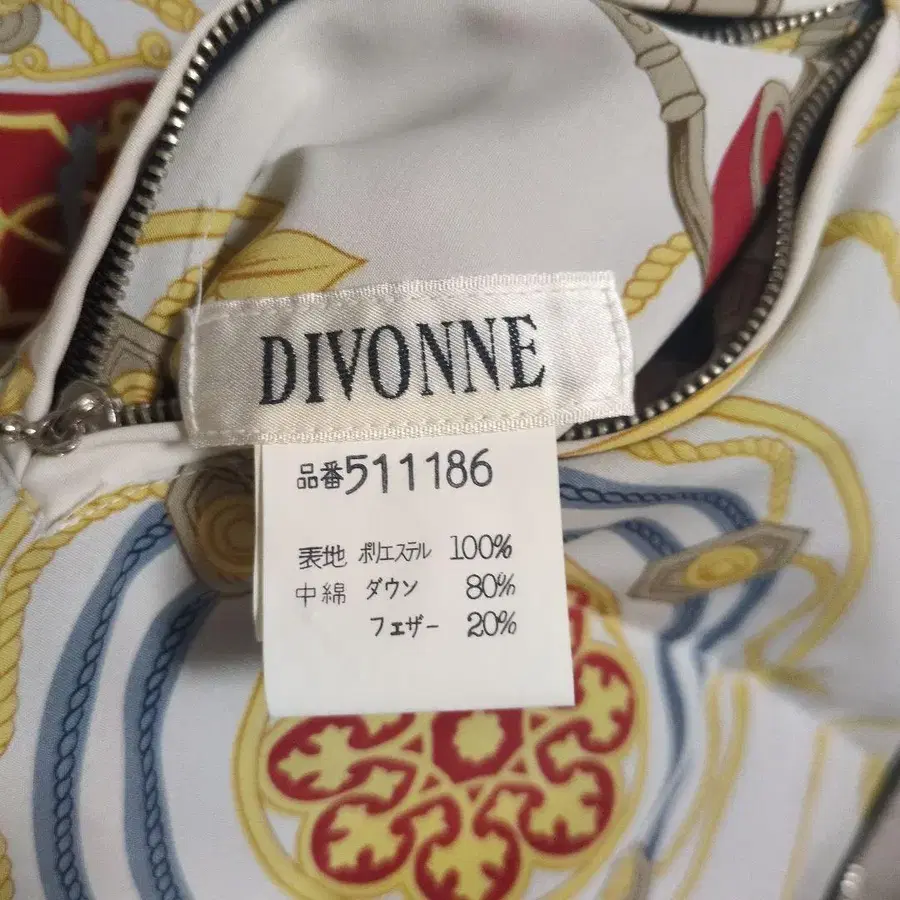 DIVONNE
品番511186
表地 ポリエステル 100%
中綿 ダウン 80%
フェザー 20%